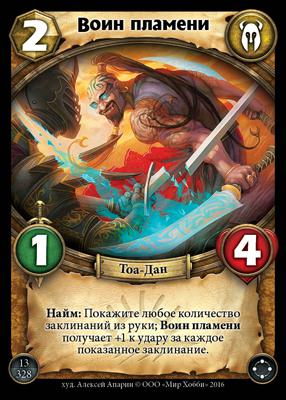 2
Воин пламени
1
Тоа-Дан
4
Найм: Покажите любое количество
заклинаний из руки; Воин пламени
получает +1 к удару за каждое
показанное заклинание.
13
328
худ. Алексей Апарин © ООО «Мир Хобби» 2016